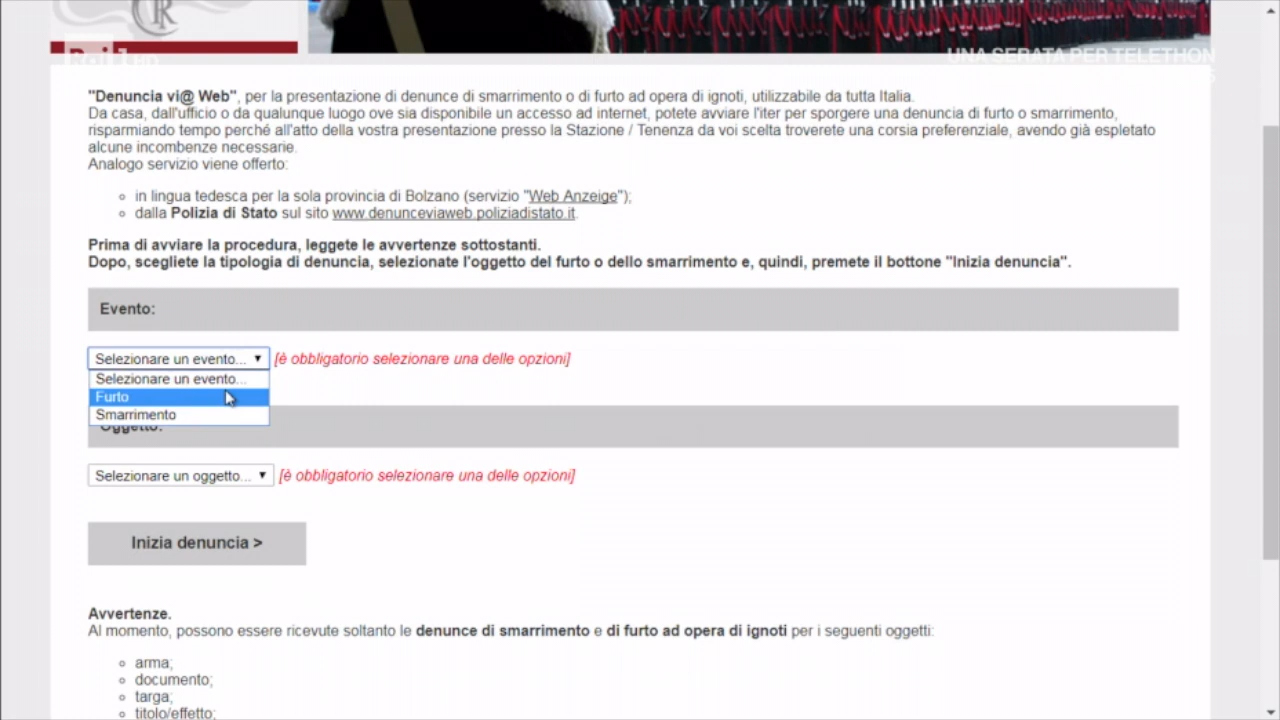 Rai 1 HD
UNA SERATA PER TELETHON
"Denuncia vi@ Web", per la presentazione di denunce di smarrimento o di furto ad opera di ignoti, utilizzabile da tutta Italia.
Da casa, dall'ufficio o da qualunque luogo ove sia disponibile un accesso ad internet, potete avviare l'iter per sporgere una denuncia di furto o smarrimento,
risparmiando tempo perché all'atto della vostra presentazione presso la Stazione / Tenenza da voi scelta troverete una corsia preferenziale, avendo già espletato
alcune incombenze necessarie.
Analogo servizio viene offerto:
in lingua tedesca per la sola provincia di Bolzano (servizio "Web Anzeige");
dalla Polizia di Stato sul sito www.denunceviaweb.poliziadistato.it.
Prima di avviare la procedura, leggete le avvertenze sottostanti.
Dopo, scegliete la tipologia di denuncia, selezionate l'oggetto del furto o dello smarrimento e, quindi, premete il bottone "Inizia denuncia".
Evento:
Selezionare un evento... [è obbligatorio selezionare una delle opzioni]
Selezionare un evento...
Furto
Smarrimento
Oggetto:
Selezionare un oggetto... [è obbligatorio selezionare una delle opzioni]
Inizia denuncia >
Avvertenze.
Al momento, possono essere ricevute soltanto le denunce di smarrimento e di furto ad opera di ignoti per i seguenti oggetti:
arma;
documento;
targa;
titolo/effetto;